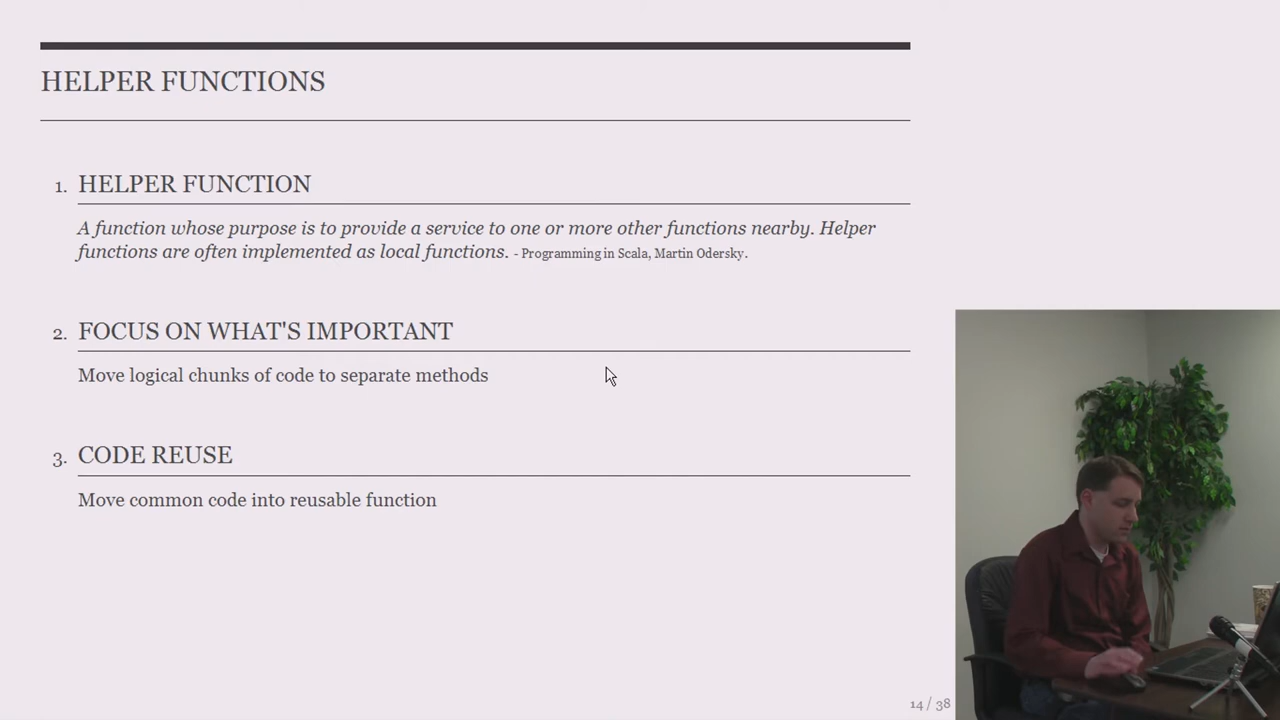 HELPER FUNCTIONS
1. HELPER FUNCTION
A function whose purpose is to provide a service to one or more other functions nearby. Helper
functions are often implemented as local functions. - Programming in Scala, Martin Odersky.
2. FOCUS ON WHAT'S IMPORTANT
Move logical chunks of code to separate methods
3. CODE REUSE
Move common code into reusable function
14 / 38